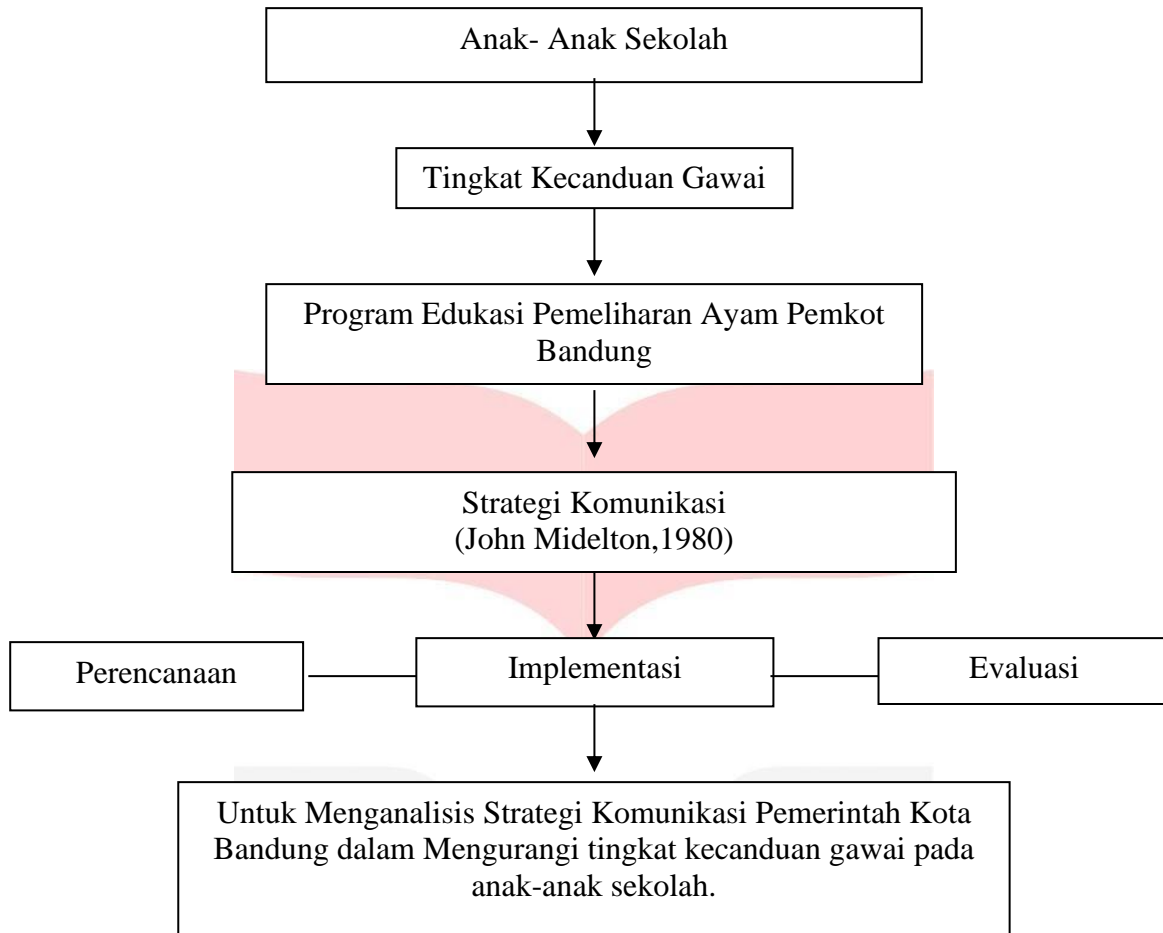 Anak- Anak Sekolah
Tingkat Kecanduan Gawai
Program Edukasi Pemeliharan Ayam Pemkot
Bandung
Strategi Komunikasi
(John Midelton,1980)
Perencanaan
Implementasi
Evaluasi
Untuk Menganalisis Strategi Komunikasi Pemerintah Kota
Bandung dalam Mengurangi tingkat kecanduan gawai pada
anak-anak sekolah.